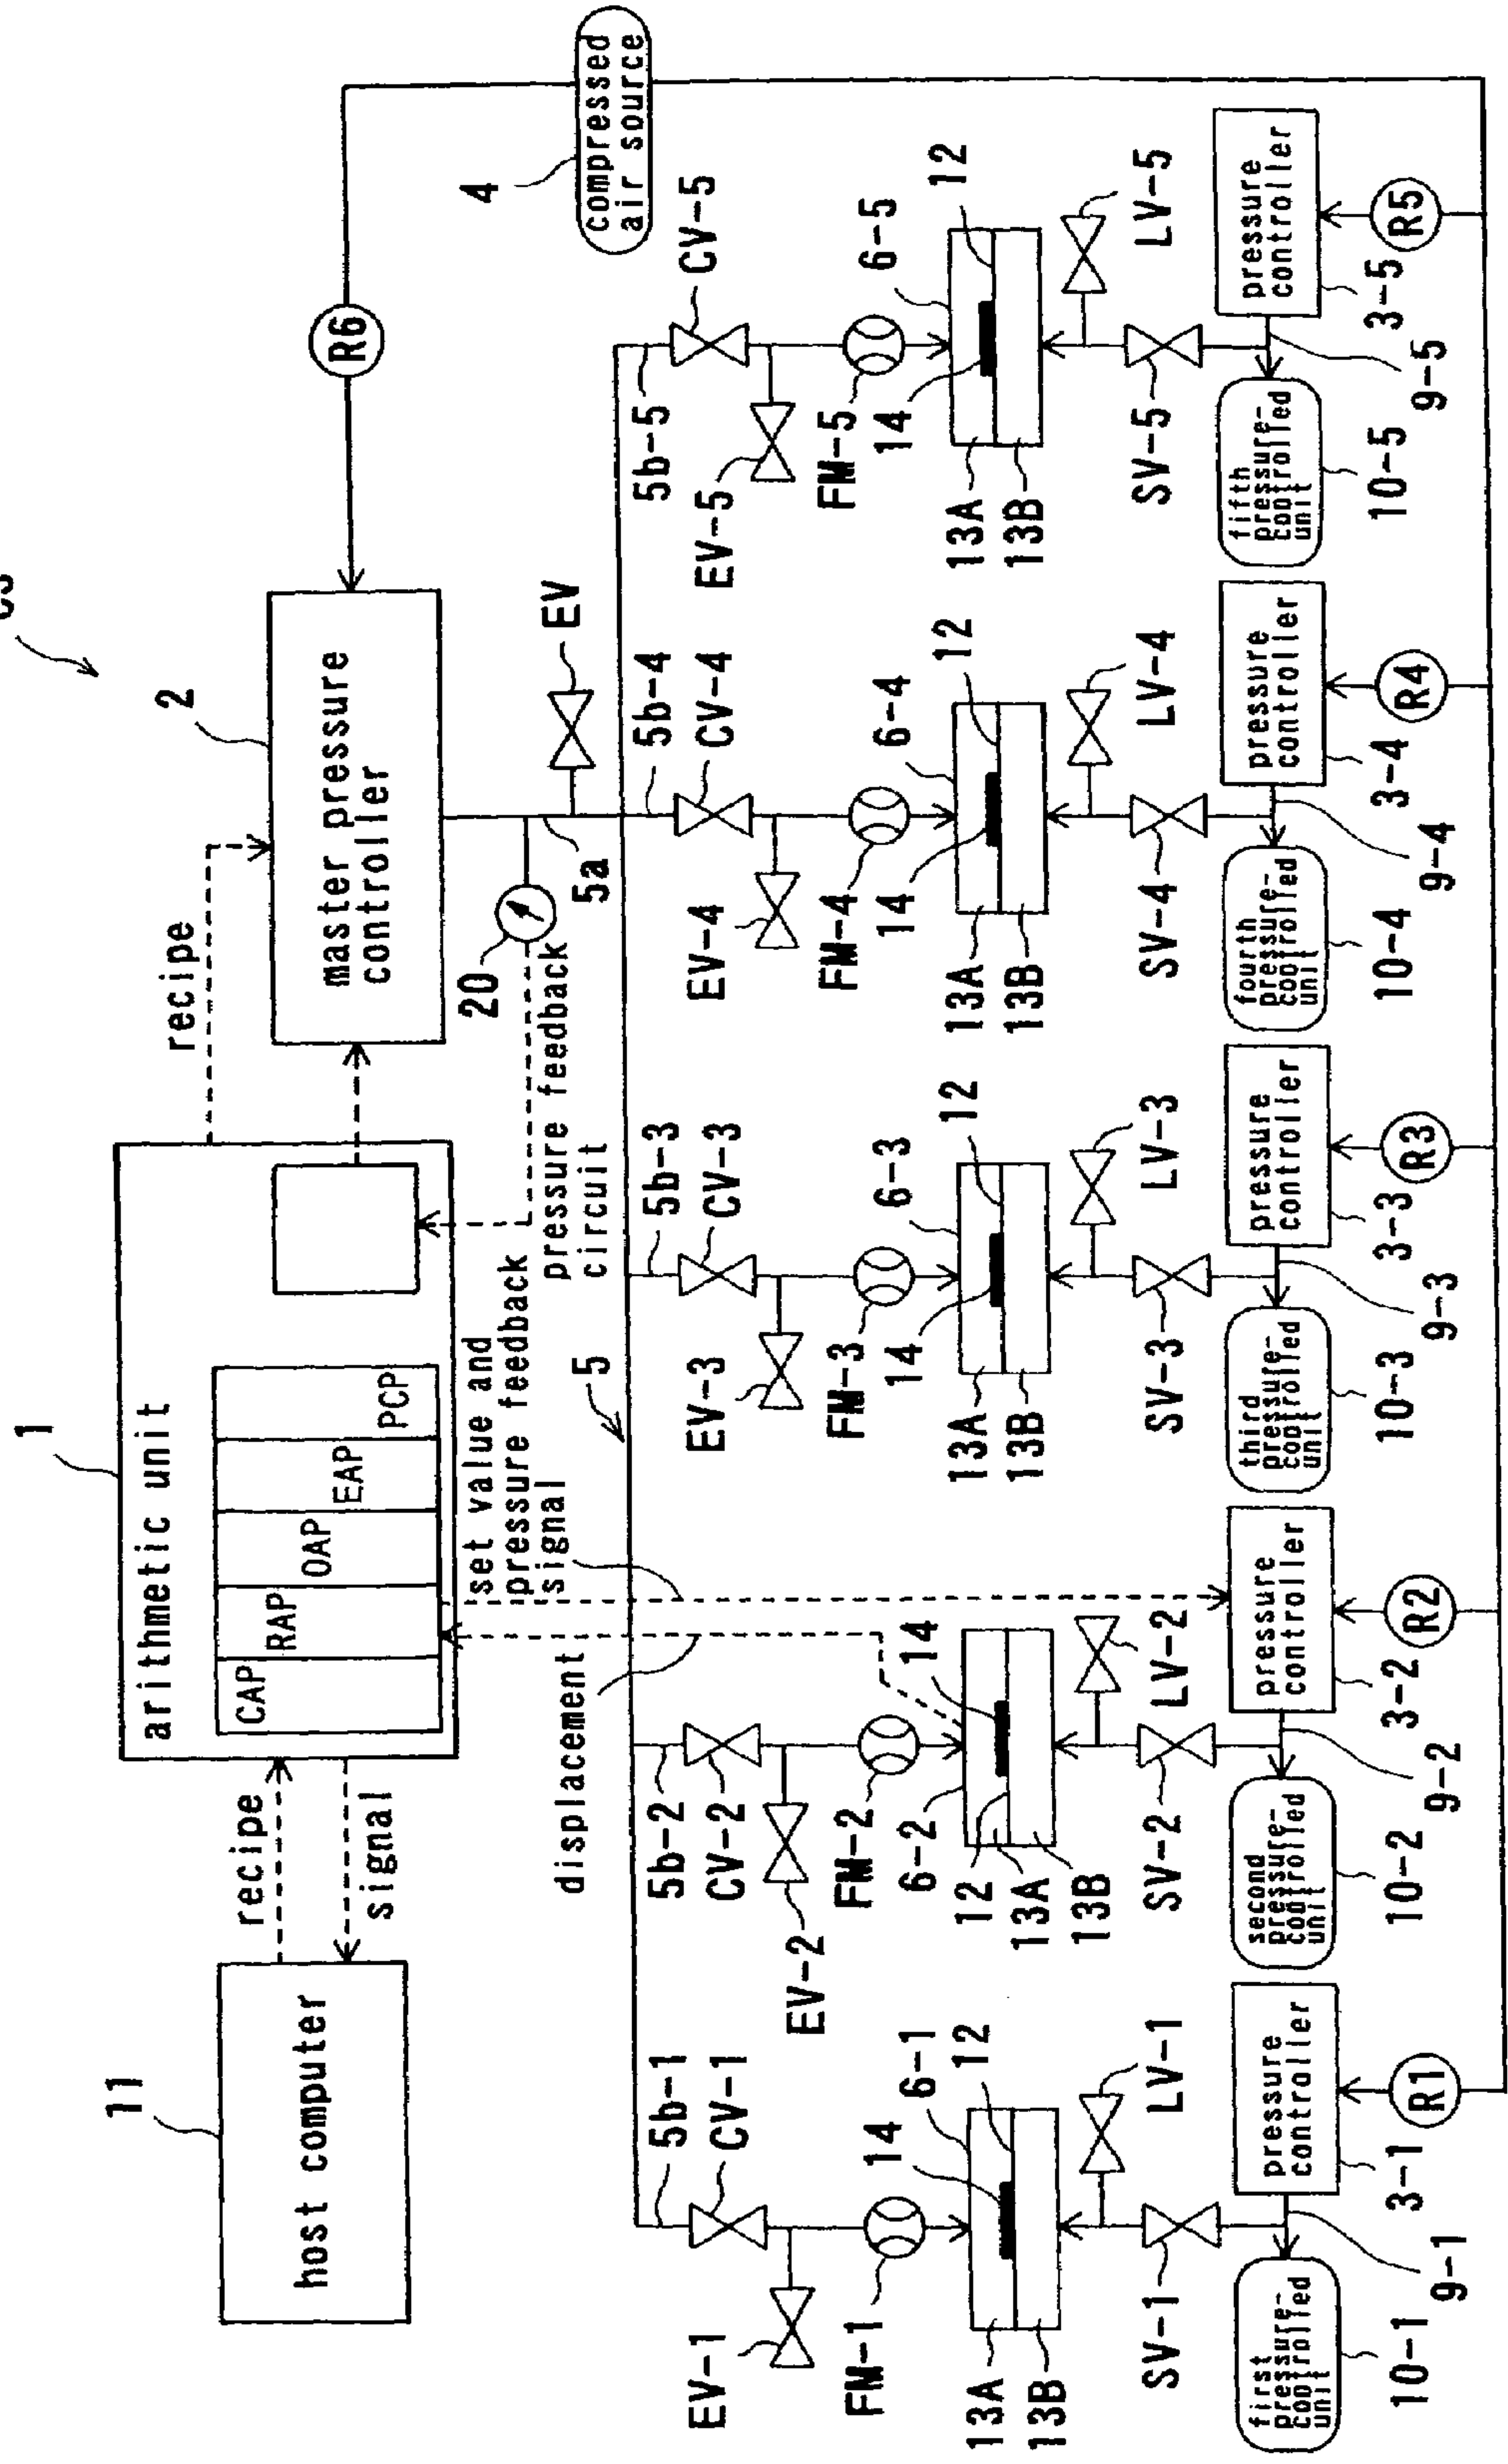 1
arithmetic unit
CAP
RAP
OAP
EAP
PCP
11
host computer
recipe
signal
recipe
2
master pressure
controller
R6
4
compressed
air source
20
EV
5a
pressure feedback
circuit
set value and
pressure feedback
signal
displacement
5
5b-1
CV-1
EV-1
FM-1
6-1
14
12
13A
13B
LV-1
SV-1
first
pressure-
controlled
unit
10-1
9-1
pressure
controller
3-1
R1
5b-2
CV-2
EV-2
FM-2
6-2
14
12
13A
13B
LV-2
SV-2
second
pressure-
controlled
unit
10-2
9-2
pressure
controller
3-2
R2
5b-3
CV-3
EV-3
FM-3
6-3
14
12
13A
13B
LV-3
SV-3
third
pressure-
controlled
unit
10-3
9-3
pressure
controller
3-3
R3
5b-4
CV-4
EV-4
FM-4
6-4
14
12
13A
13B
LV-4
SV-4
fourth
pressure-
controlled
unit
10-4
9-4
pressure
controller
3-4
R4
5b-5
CV-5
EV-5
FM-5
6-5
14
12
13A
13B
LV-5
SV-5
fifth
pressure-
controlled
unit
10-5
9-5
pressure
controller
3-5
R5